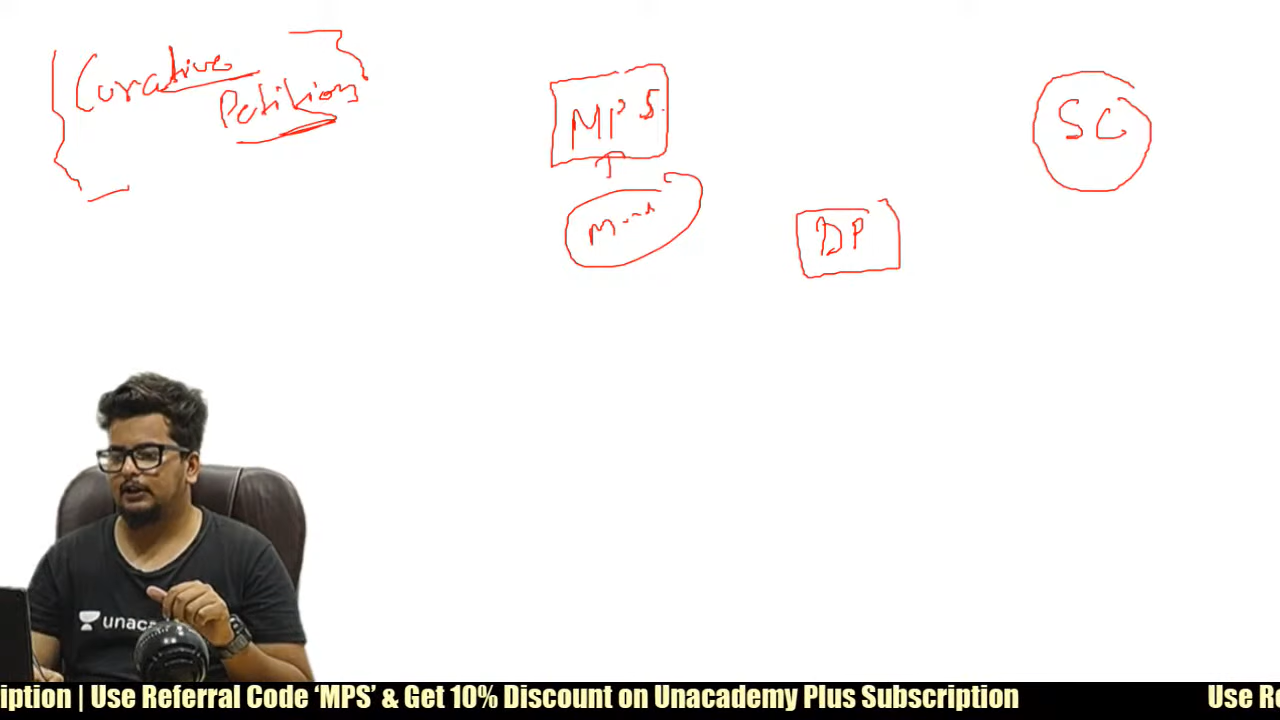 Curative
Petition
MPS
SC
DP
unaca
iption | Use Referral Code ‘MPS’ & Get 10% Discount on Unacademy Plus Subscription
Use Re